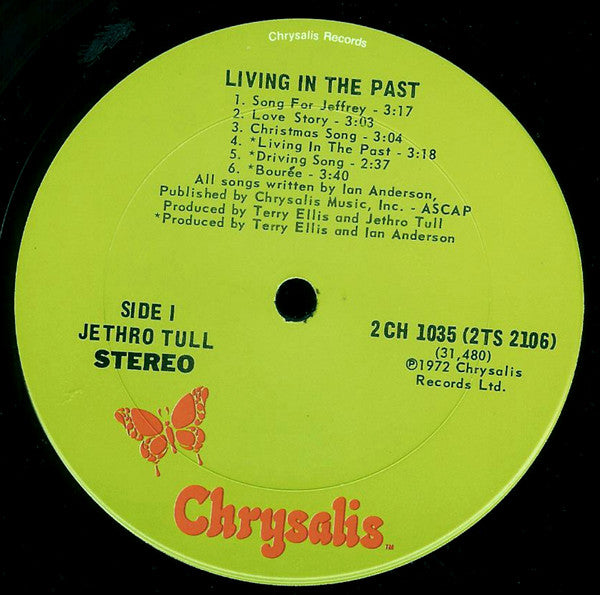 Chrysalis Records
LIVING IN THE PAST
1. Song For Jeffrey - 3:17
2. Love Story - 3:03
3. Christmas Song - 3:04
4. *Living In The Past - 3:18
5. *Driving Song - 2:37
6. *Bourée - 3:40
All songs written by Ian Anderson,
Published by Chrysalis Music, Inc. - ASCAP
Produced by Terry Ellis and Jethro Tull
*Produced by Terry Ellis and Ian Anderson
SIDE I
JETHRO TULL
STEREO
2 CH 1035 (2TS 2106)
(31,480)
℗1972 Chrysalis
Records Ltd.
Chrysalis™